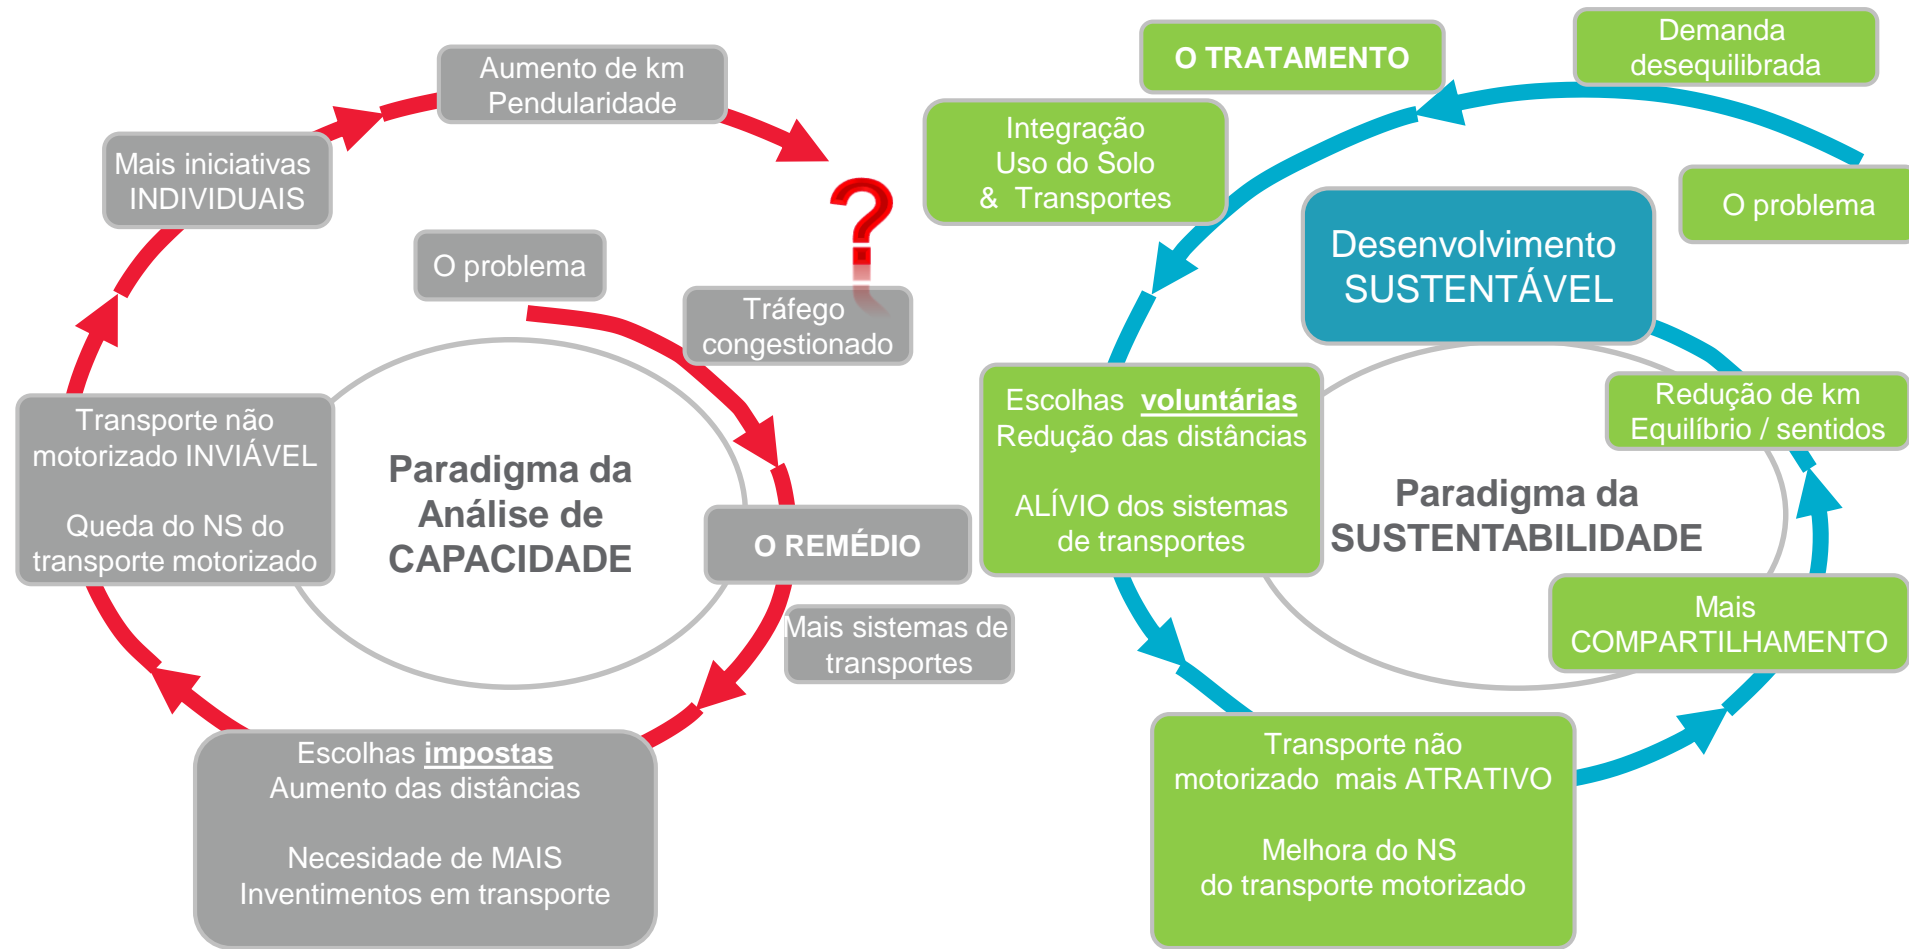 Aumento de km
Pendularidade
Mais iniciativas
INDIVIDUAIS
?
O problema
Tráfego
congestionado
Transporte não
motorizado INVIÁVEL
Queda do NS do
transporte motorizado
Paradigma da
Análise de
CAPACIDADE
O REMÉDIO
Mais sistemas de
transportes
Escolhas impostas
Aumento das distâncias
Necesidade de MAIS
Inventimentos em transporte
O TRATAMENTO
Demanda
desequilibrada
Integração
Uso do Solo
& Transportes
O problema
Desenvolvimento
SUSTENTÁVEL
Escolhas voluntárias
Redução das distâncias
ALÍVIO dos sistemas
de transportes
Redução de km
Equilíbrio / sentidos
Paradigma da
SUSTENTABILIDADE
Mais
COMPARTILHAMENTO
Transporte não
motorizado mais ATRATIVO
Melhora do NS
do transporte motorizado